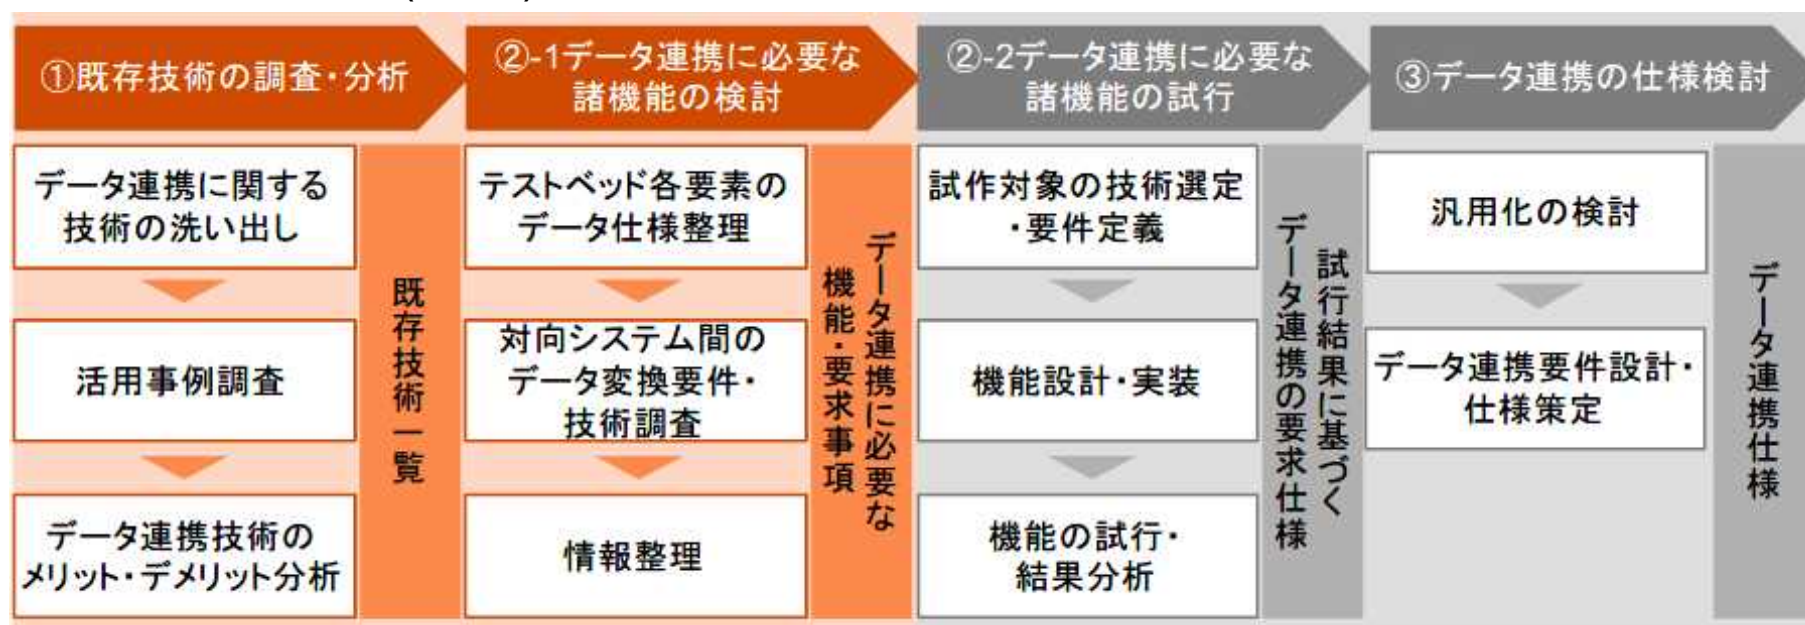 ①既存技術の調査・分析
②-1データ連携に必要な
諸機能の検討
②-2データ連携に必要な
諸機能の試行
③データ連携の仕様検討
データ連携に関する
技術の洗い出し
活用事例調査
データ連携技術の
メリット・デメリット分析
既存技術一覧
テストベッド各要素の
データ仕様整理
対向システム間の
データ変換要件・
技術調査
情報整理
データ連携に必要な
機能・要求事項
試作対象の技術選定
・要件定義
機能設計・実装
機能の試行・
結果分析
試行結果に基づく
データ連携の要求仕様
汎用化の検討
データ連携要件設計・
仕様策定
データ連携仕様